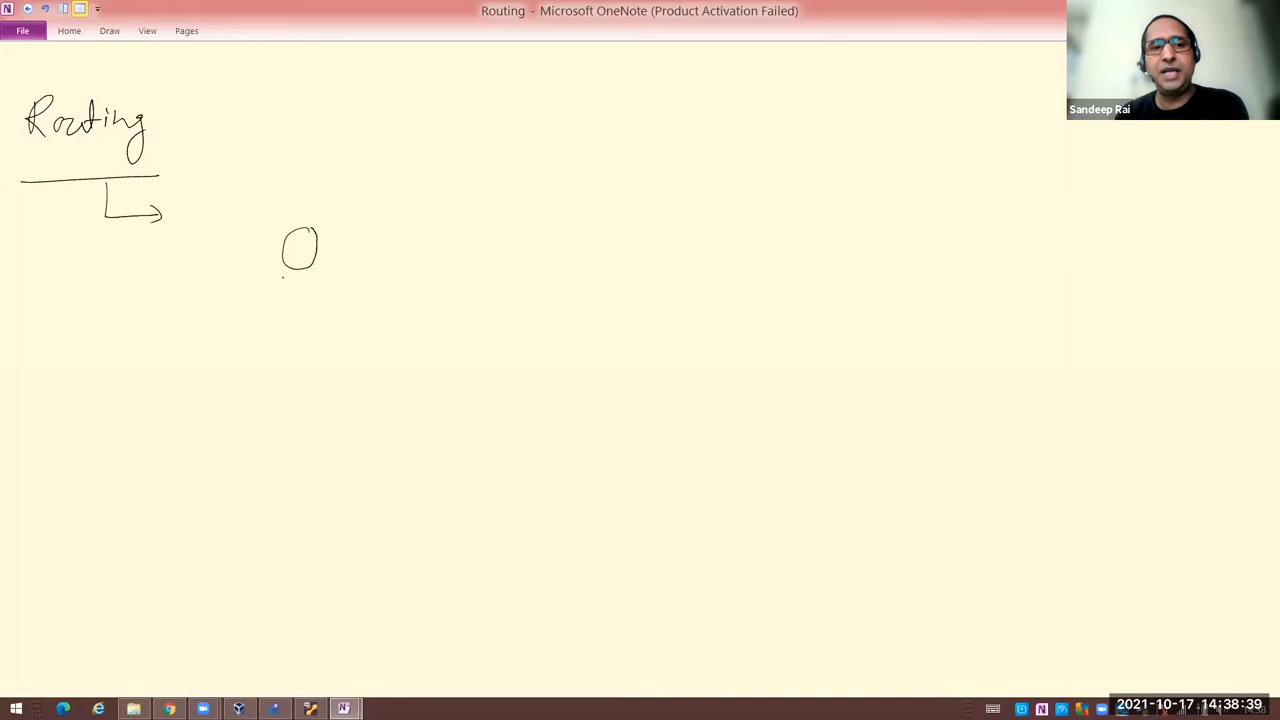 Routing - Microsoft OneNote (Product Activation Failed)
File Home Draw View Pages
Sandeep Rai
Routing
2021-10-17 14:38:39